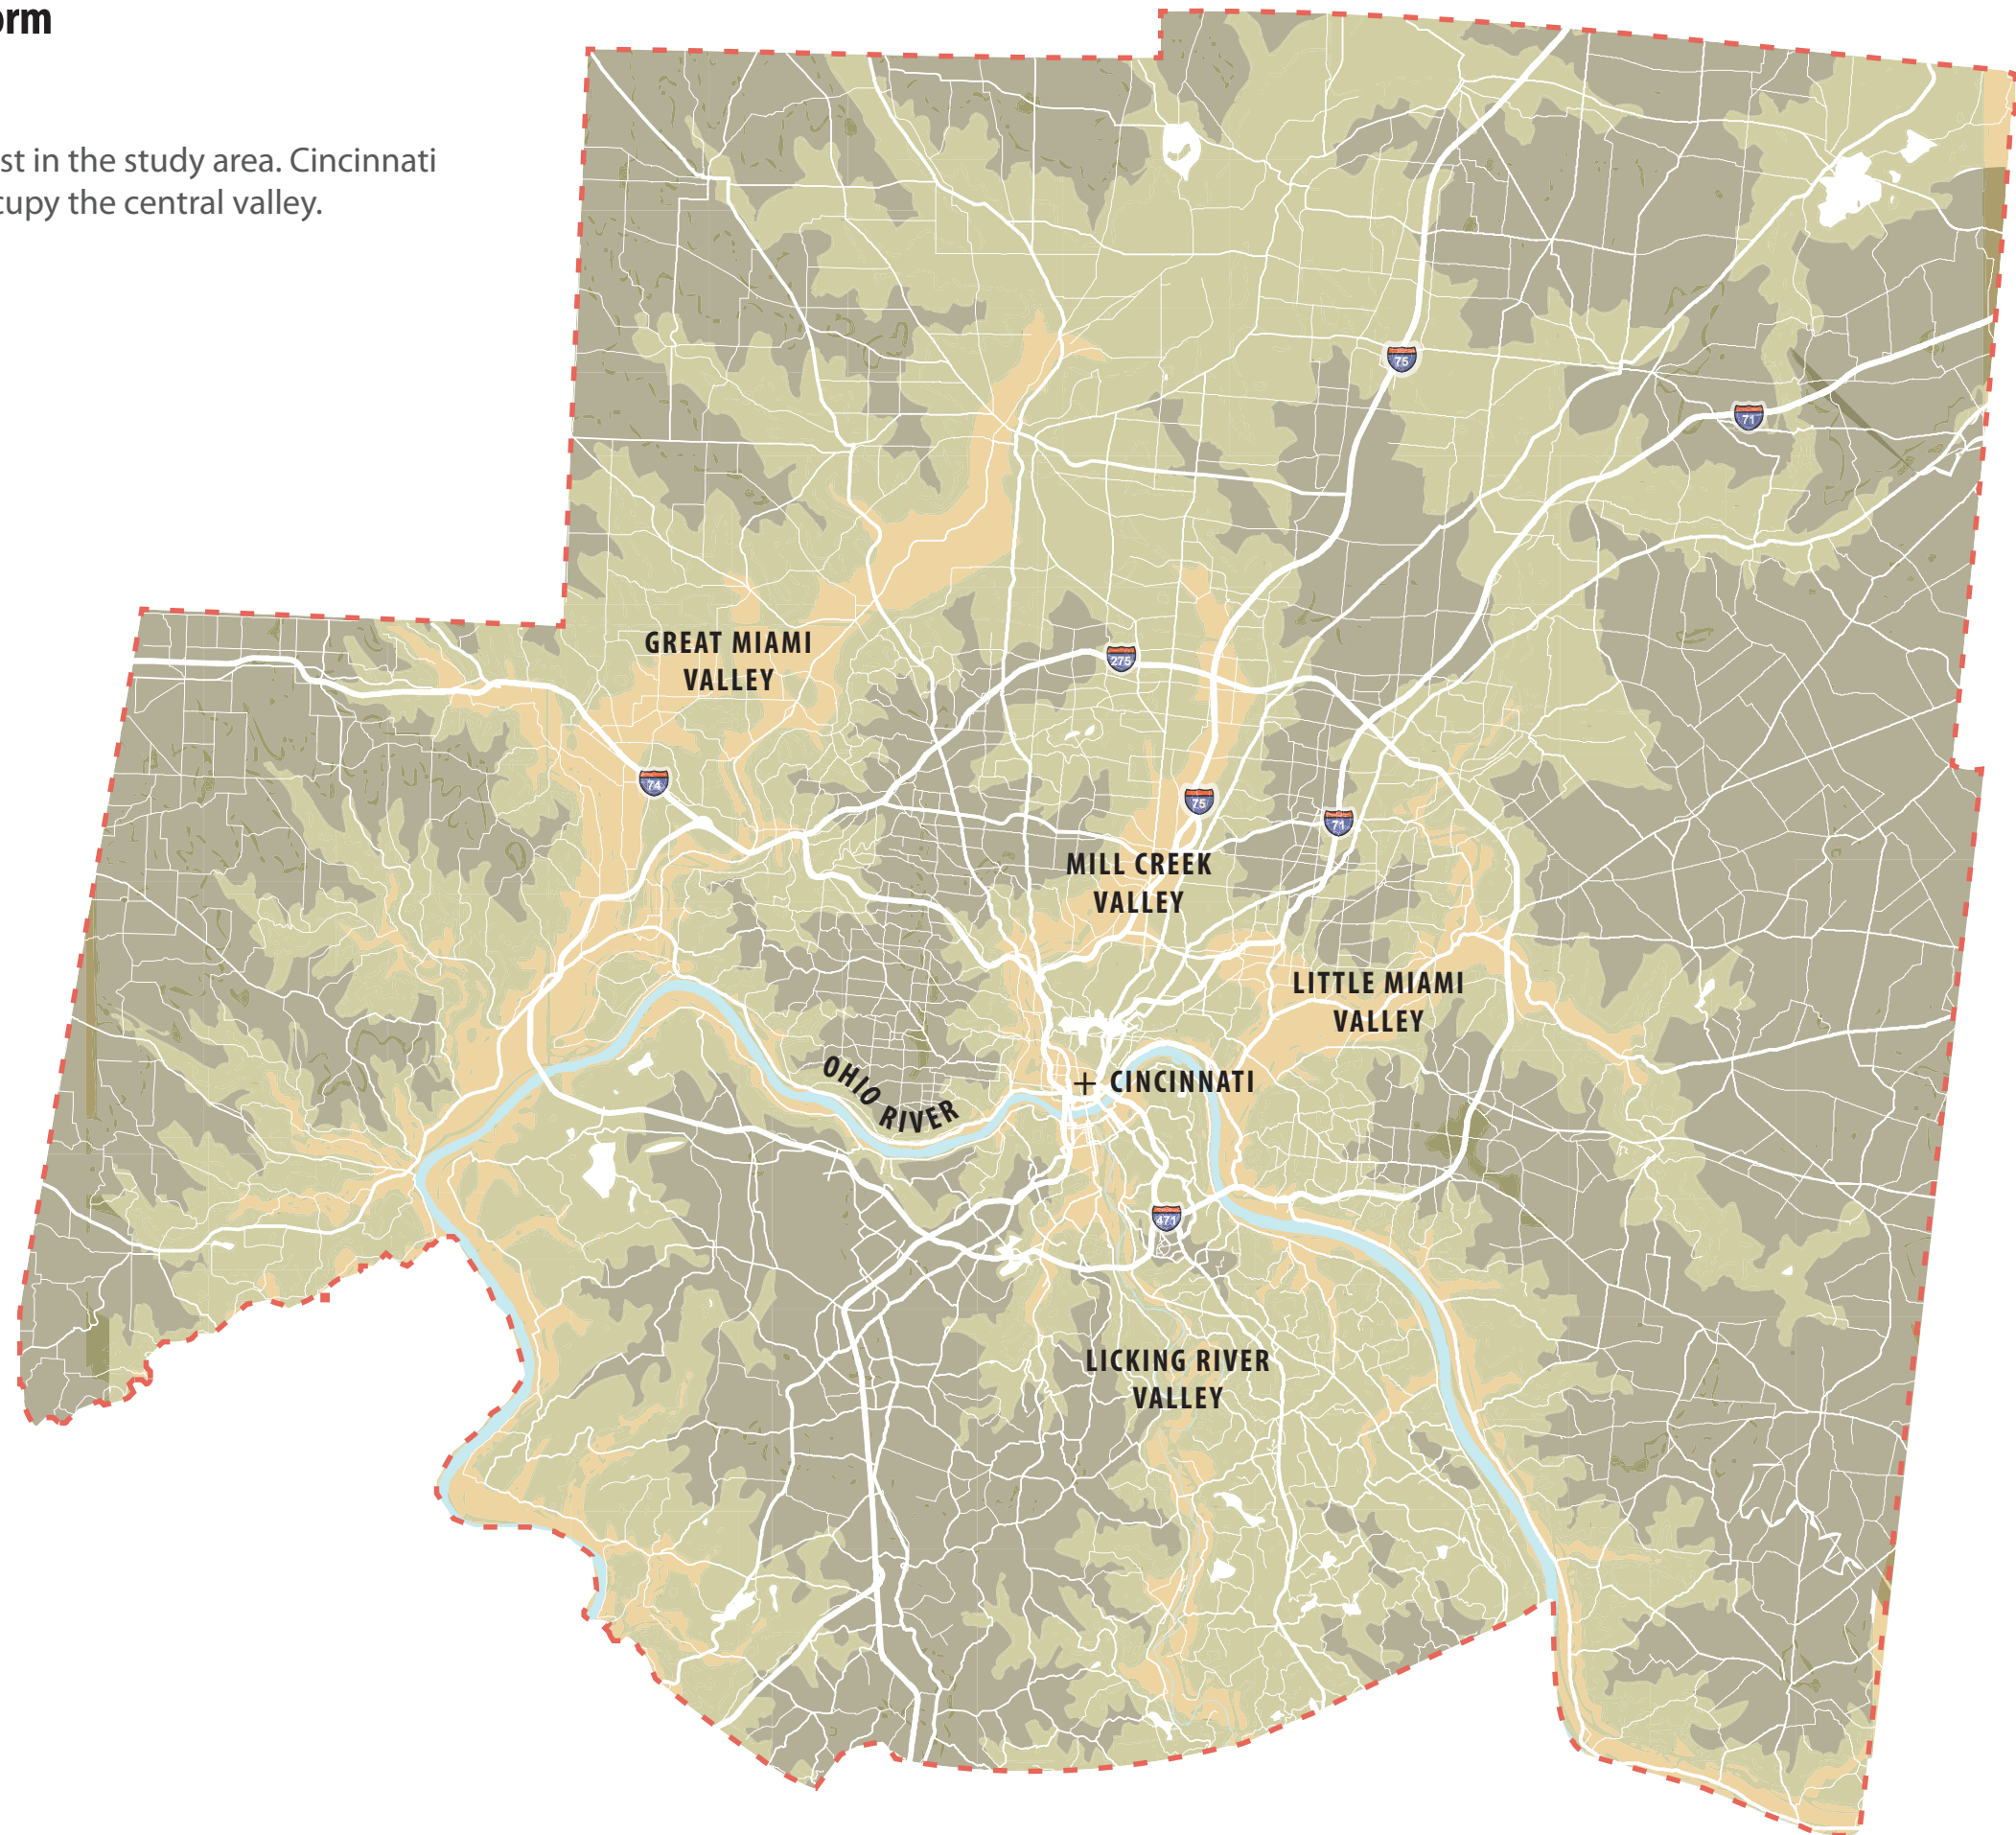 orm
st in the study area. Cincinnati
cupy the central valley.
75
71
GREAT MIAMI
VALLEY
275
74
75
71
MILL CREEK
VALLEY
LITTLE MIAMI
VALLEY
OHIO RIVER
CINCINNATI
471
LICKING RIVER
VALLEY